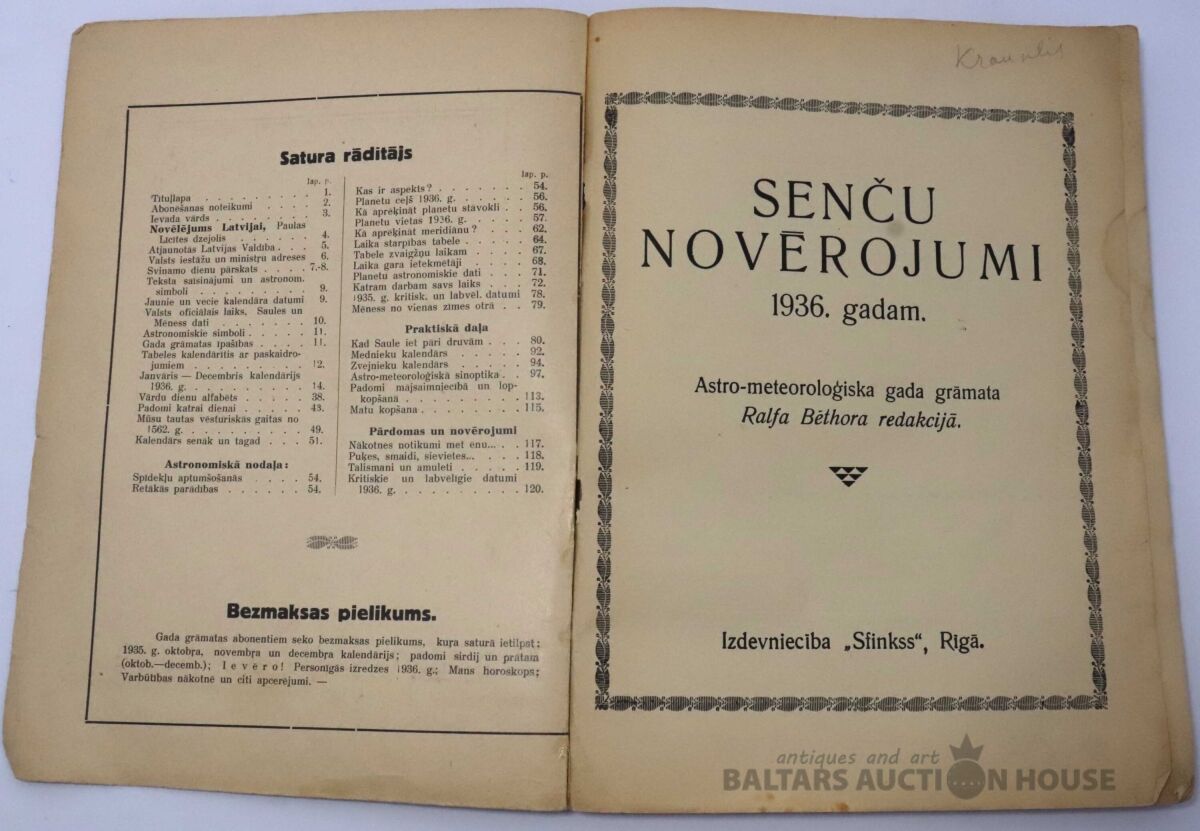 Satura rādītājs
lap. p.
Tituļlapa . . . . . . . . 1.
Abonēšanas noteikumi . . . . 2.
Ievada vārds . . . . . . . 3.
Novēlējums Latvijai, Paulas
Licītes dzejolis . . . . . . 4.
Atjaunotās Latvijas Valdība . . . 5.
Valsts iestāžu un ministru adreses 6.
Svinamo dienu pārskats . . . . 7.-8.
Teksta saīsinājumi un astronom.
simboli . . . . . . . . 9.
Jaunie un vecie kalendāra datumi 9.
Valsts oficiālais laiks, Saules un
Mēness dati . . . . . . 10.
Astronomiskie simboli . . . . . 11.
Gada grāmatas īpašības . . . . 11.
Tabeles kalendārītis ar paskaidro-
jumiem . . . . . . . . 12.
Janvāris — Decembris kalendārijs
1936. g. . . . . . . . . 14.
Vārdu dienu alfabēts . . . . . 38.
Padomi katrai dienai . . . . . 43.
Mūsu tautas vēsturiskās gaitas no
1562. g. . . . . . . . . 49.
Kalendārs senāk un tagad . . . 51.
Astronomiskā nodaļa:
Spīdekļu aptumšošanās . . . . 54.
Retākās parādības . . . . . . 54.
lap. p.
Kas ir aspekts? . . . . . . . 54.
Planetu ceļš 1936. g. . . . . . 56.
Kā aprēķināt planetu stāvokli . . 56.
Planetu vietas 1936. g. . . . . 57.
Kā aprēķināt meridiānu? . . . . 62.
Laika starpības tabele . . . . . 64.
Tabele zvaigžņu laikam . . . . 67.
Laika gara ietekmētāji . . . . . 68.
Planetu astronomiskie dati . . . 71.
Katram darbam savs laiks . . . 72.
1935. g. kritisk. un labvēl. datumi 78.
Mēness no vienas zīmes otrā . . 79.
Praktiskā daļa
Kad Saule iet pāri druvām . . . 80.
Mednieku kalendārs . . . . . 92.
Zvejnieku kalendārs . . . . . 94.
Astro-meteoroloģiskā sinoptika . . 97.
Padomi mājsaimniecībā un lop-
kopšanā . . . . . . . . 113.
Matu kopšana . . . . . . . 115.
Pārdomas un novērojumi
Nākotnes notikumi met ēnu... . . 117.
Puķes, smaidi, sievietes... . . . 118.
Talismani un amuleti . . . . . 119.
Kritiskie un labvēlīgie datumi
1936. g. . . . . . . . . . 120.
Bezmaksas pielikums.
Gada grāmatas abonentiem seko bezmaksas pielikums, kuŗa saturā ietilpst:
1935. g. oktobŗa, novembŗa un decembŗa kalendārijs; padomi sirdij un prātam
(oktob.—decemb.); Ievēro! Personīgās izredzes 1936. g.; Mans horoskops;
Varbūtības nākotnē un citi apcerējumi. —
SENČU
NOVĒROJUMI
1936. gadam.
Astro-meteoroloģiska gada grāmata
Ralfa Bēthora redakcijā.
Izdevniecība „Sfinkss“, Rīgā.
antiques and art
BALTARS AUCTION HOUSE